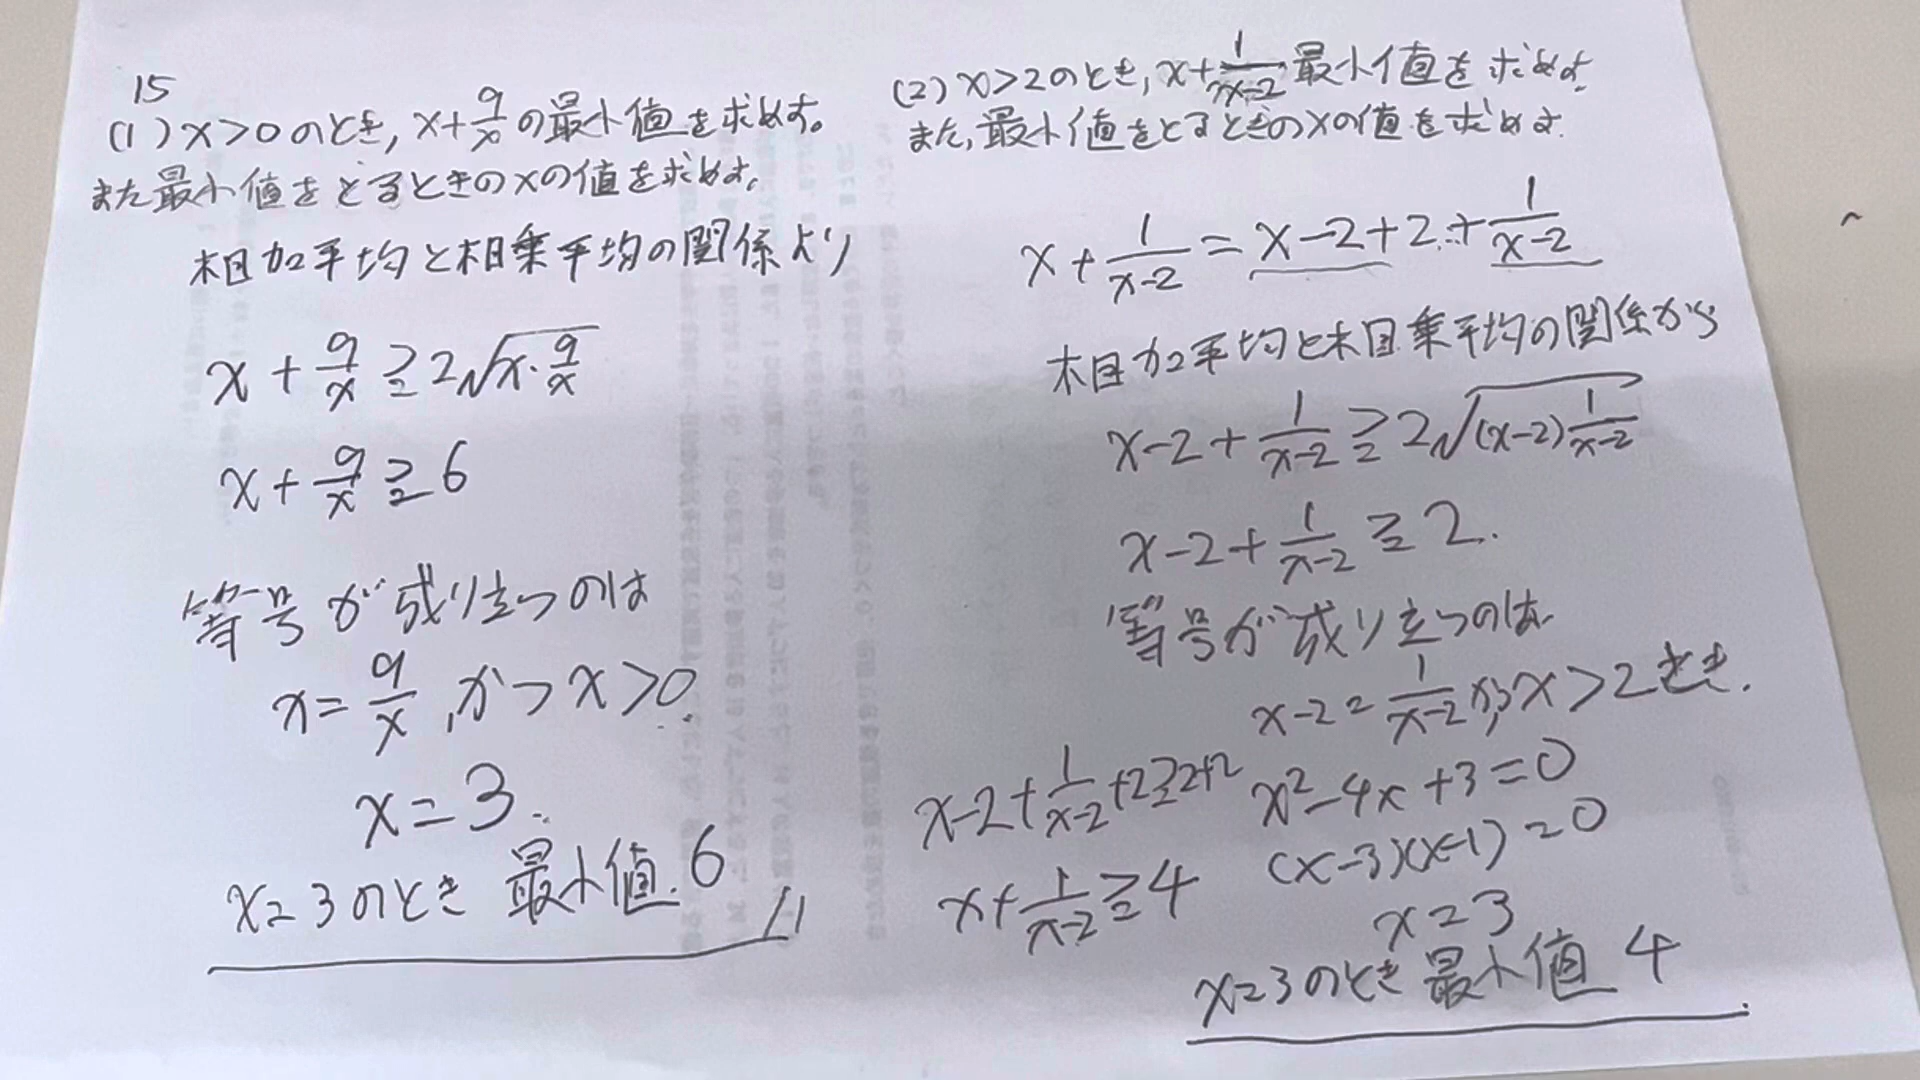 15
(1) x>0のとき, x+9/xの最小値を求めよ。
また最小値をとるときのxの値を求めよ。
相加平均と相乗平均の関係より
x + 9/x ≧ 2√(x・9/x)
x + 9/x ≧ 6
等号が成り立つのは
x = 9/x, かつ x>0.
x = 3.
x=3のとき 最小値. 6
(2) x>2のとき, x+1/(x-2) 最小値を求めよ.
また, 最小値をとるときのxの値を求めよ.
x + 1/(x-2) = x-2+2+1/(x-2)
相加平均と相乗平均の関係から
x-2+1/(x-2) ≧ 2√((x-2)1/(x-2))
x-2+1/(x-2) ≧ 2.
等号が成り立つのは
x-2=1/(x-2) かつx>2とき.
x-2+1/(x-2)+2≧2+2
x+1/(x-2)≧4
x²-4x+3=0
(x-3)(x-1)=0
x=3
x=3のとき 最小値 4